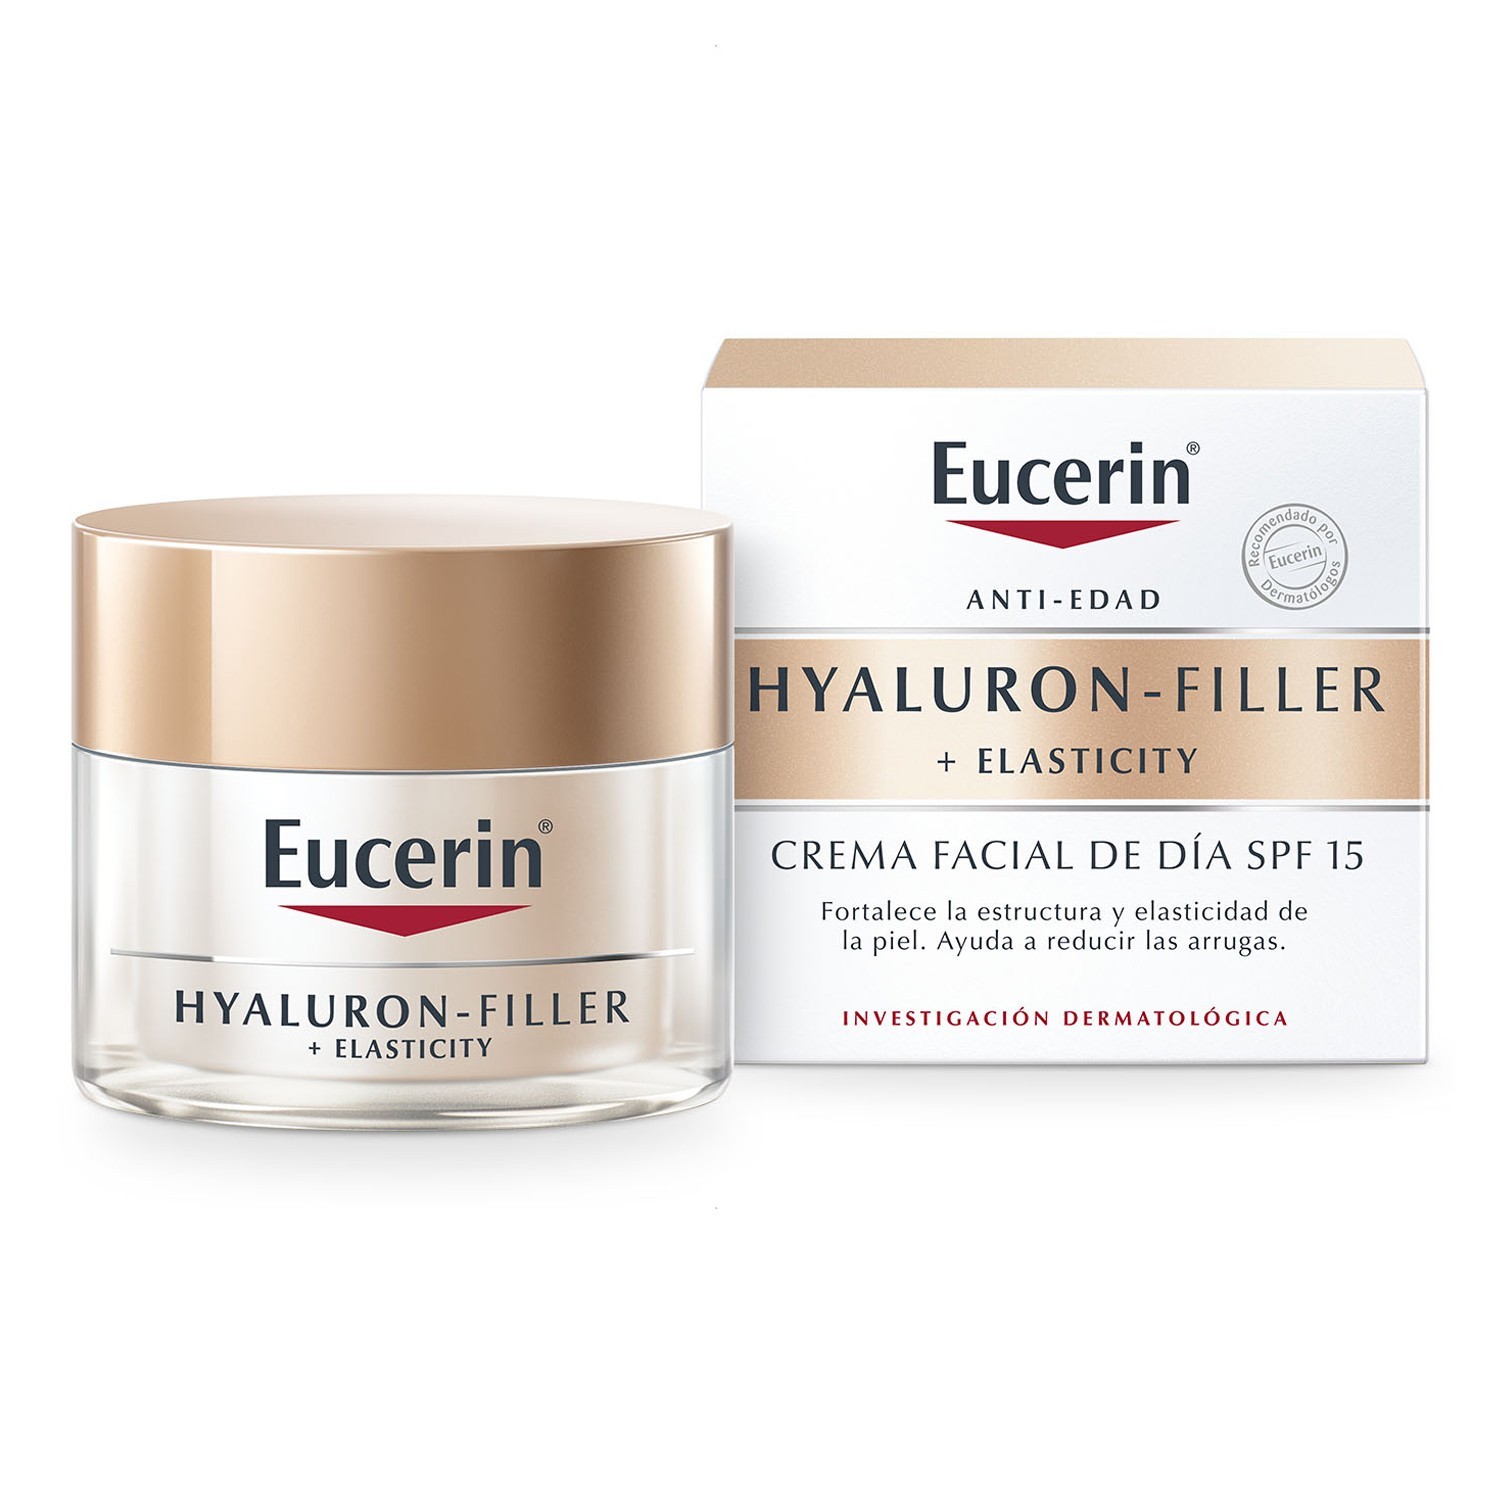 Eucerin®
HYALURON-FILLER
+ ELASTICITY
Eucerin®
ANTI-EDAD
Recomendado por
Eucerin
Dermatólogos
HYALURON-FILLER
+ ELASTICITY
CREMA FACIAL DE DÍA SPF 15
Fortalece la estructura y elasticidad de
la piel. Ayuda a reducir las arrugas.
INVESTIGACIÓN DERMATOLÓGICA